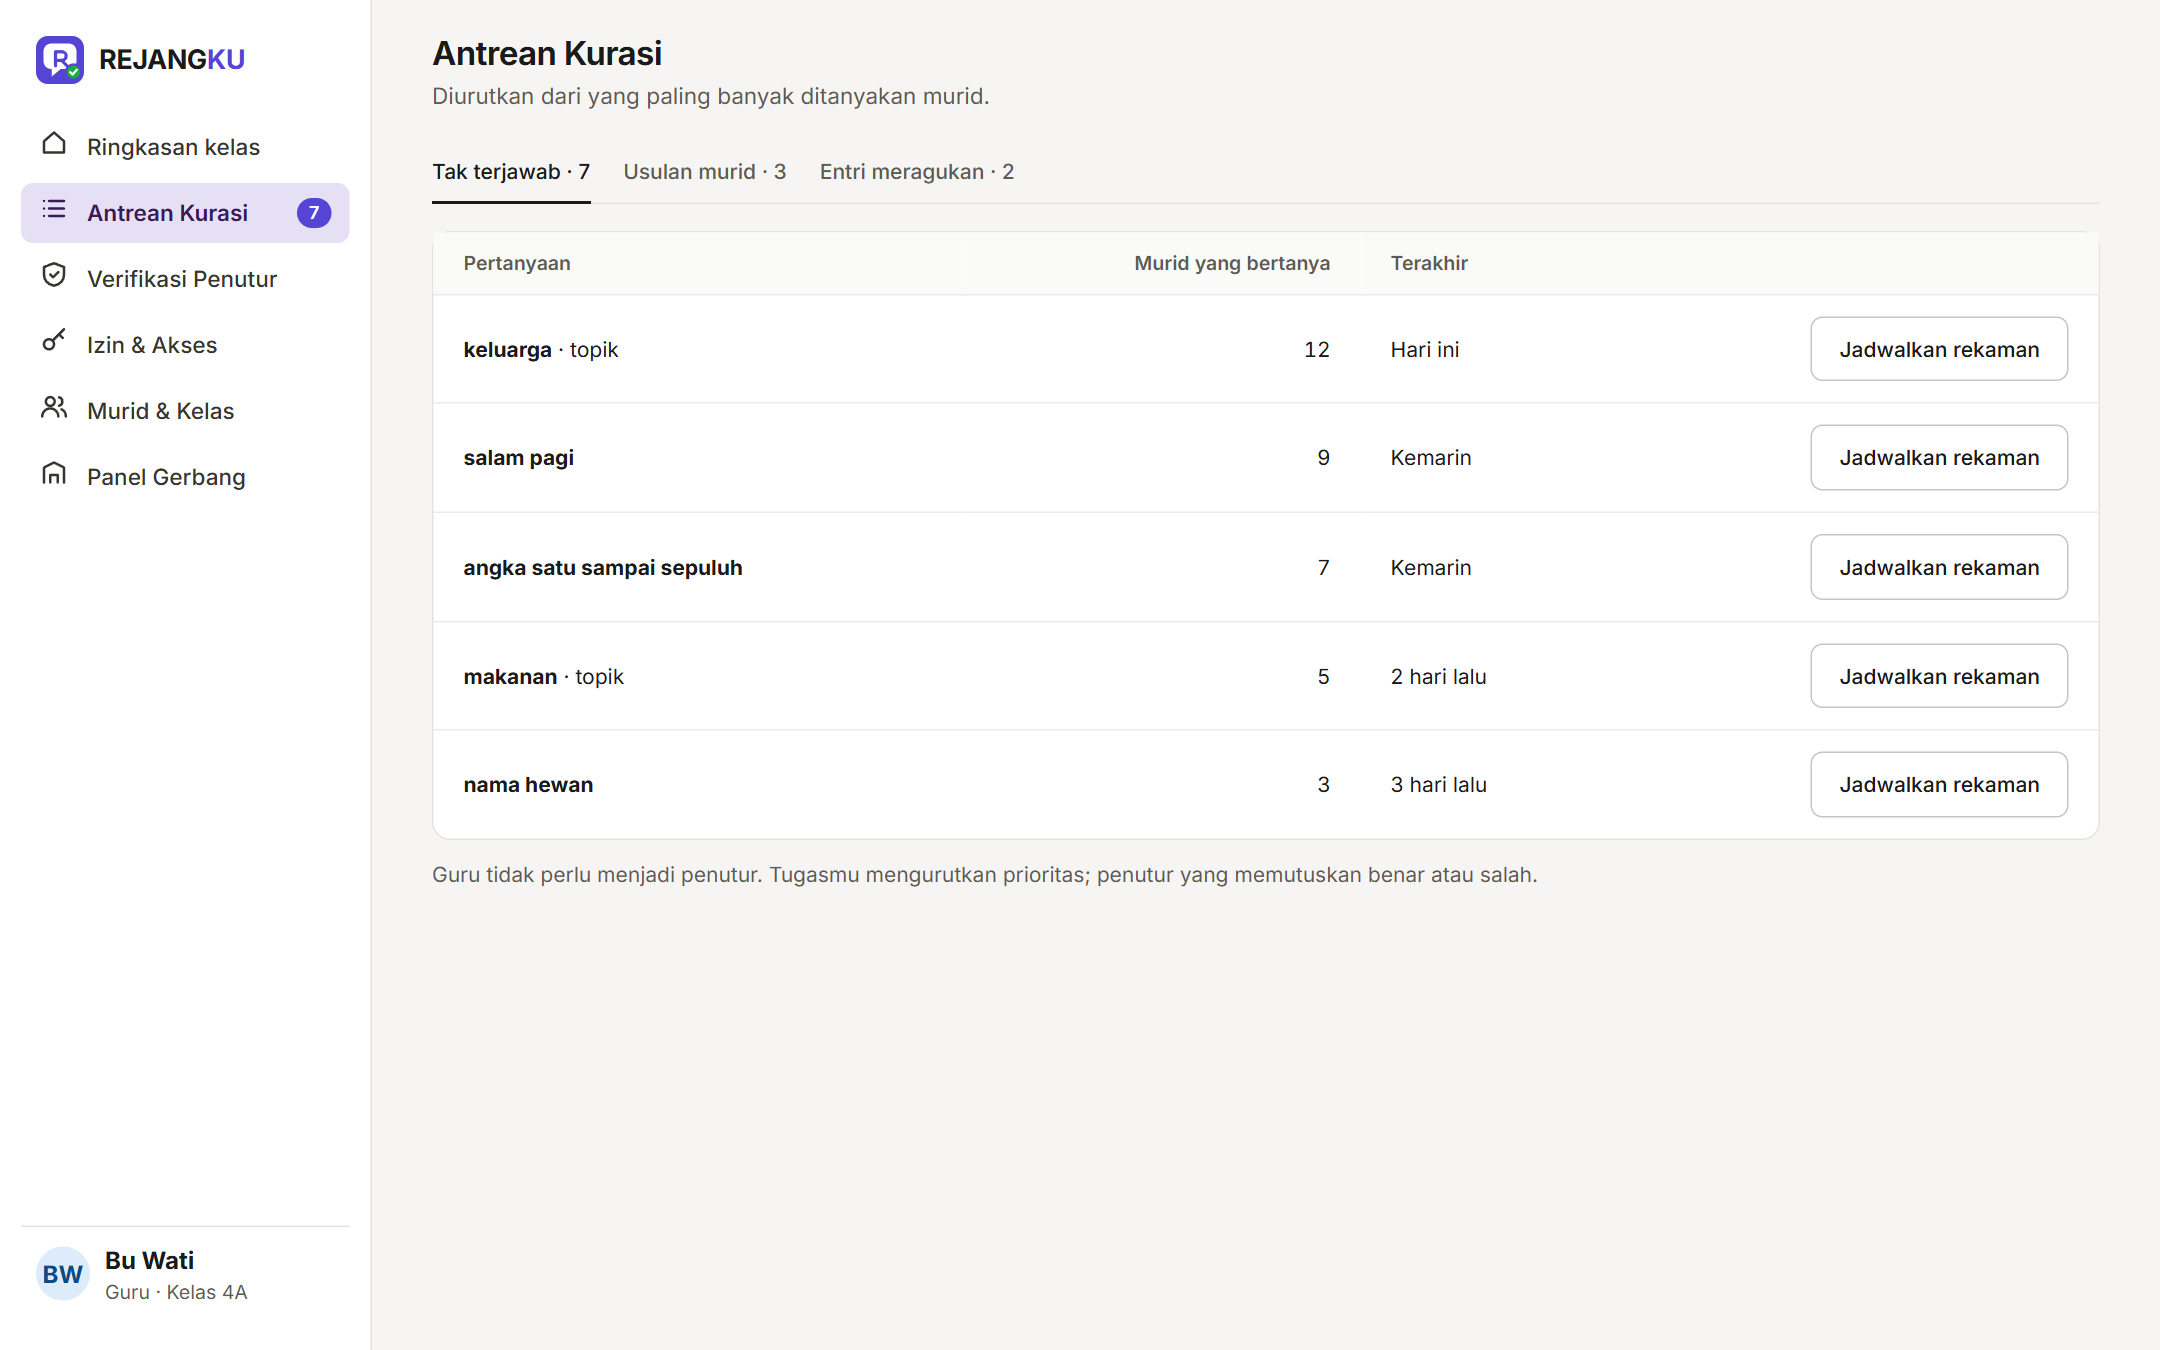 REJANGKU
Ringkasan kelas
Antrean Kurasi 7
Verifikasi Penutur
Izin & Akses
Murid & Kelas
Panel Gerbang
BW
Bu Wati
Guru · Kelas 4A
Antrean Kurasi
Diurutkan dari yang paling banyak ditanyakan murid.
Tak terjawab · 7 Usulan murid · 3 Entri meragukan · 2
Pertanyaan Murid yang bertanya Terakhir
keluarga · topik 12 Hari ini Jadwalkan rekaman
salam pagi 9 Kemarin Jadwalkan rekaman
angka satu sampai sepuluh 7 Kemarin Jadwalkan rekaman
makanan · topik 5 2 hari lalu Jadwalkan rekaman
nama hewan 3 3 hari lalu Jadwalkan rekaman
Guru tidak perlu menjadi penutur. Tugasmu mengurutkan prioritas; penutur yang memutuskan benar atau salah.